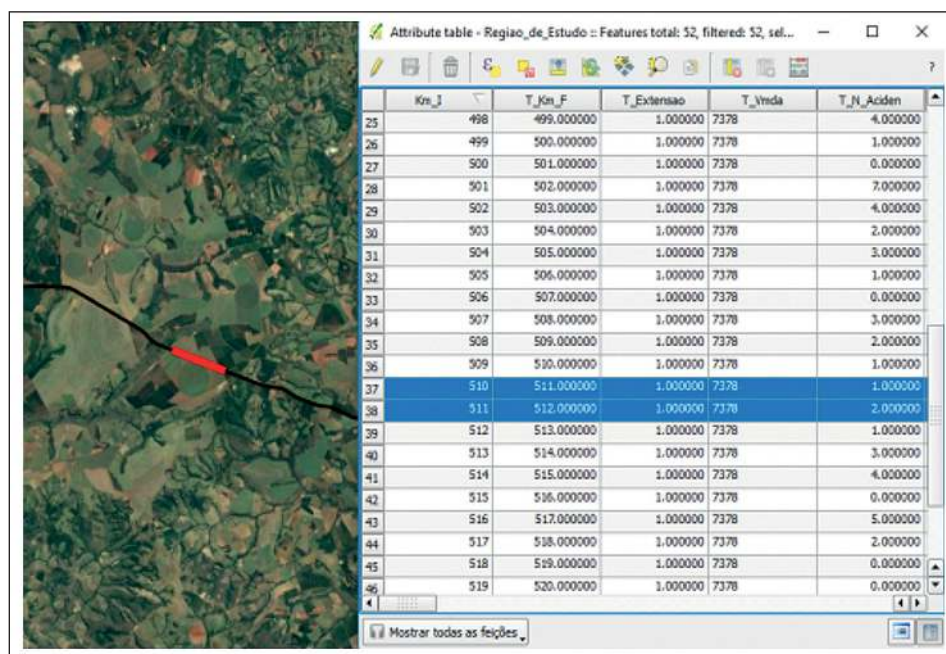 Attribute table - Regiao_de_Estudo :: Features total: 52, filtered: 52, sel...
?
Km_I T_Km_F T_Extensao T_Vmda T_N_Aciden
25 498 499.000000 1.000000 7378 4.000000
26 499 500.000000 1.000000 7378 1.000000
27 500 501.000000 1.000000 7378 0.000000
28 501 502.000000 1.000000 7378 7.000000
29 502 503.000000 1.000000 7378 4.000000
30 503 504.000000 1.000000 7378 2.000000
31 504 505.000000 1.000000 7378 3.000000
32 505 506.000000 1.000000 7378 1.000000
33 506 507.000000 1.000000 7378 0.000000
34 507 508.000000 1.000000 7378 3.000000
35 508 509.000000 1.000000 7378 2.000000
36 509 510.000000 1.000000 7378 1.000000
37 510 511.000000 1.000000 7378 1.000000
38 511 512.000000 1.000000 7378 2.000000
39 512 513.000000 1.000000 7378 1.000000
40 513 514.000000 1.000000 7378 3.000000
41 514 515.000000 1.000000 7378 4.000000
42 515 516.000000 1.000000 7378 0.000000
43 516 517.000000 1.000000 7378 5.000000
44 517 518.000000 1.000000 7378 2.000000
45 518 519.000000 1.000000 7378 0.000000
46 519 520.000000 1.000000 7378 0.000000
Mostrar todas as feições